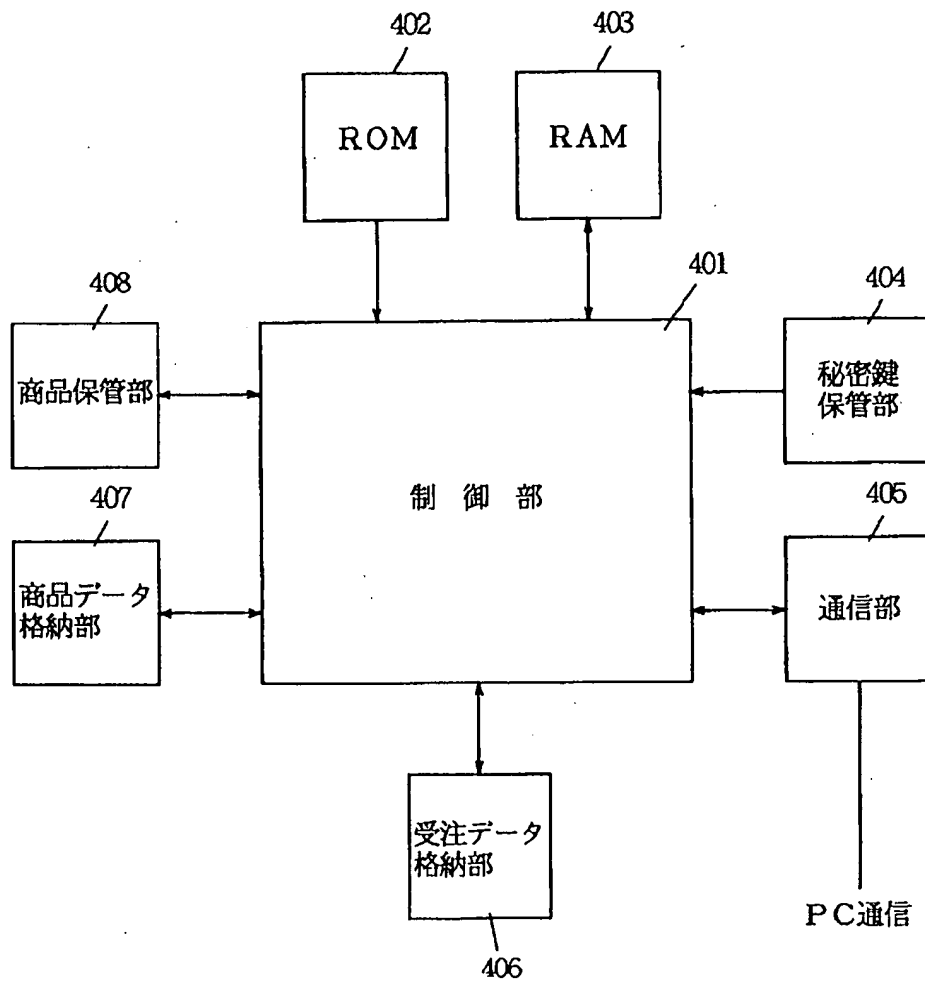 402
403
ROM
RAM
401
408
404
商品保管部
秘密鍵
保管部
制 御 部
407
405
商品データ
格納部
通信部
受注データ
格納部
PC通信
406